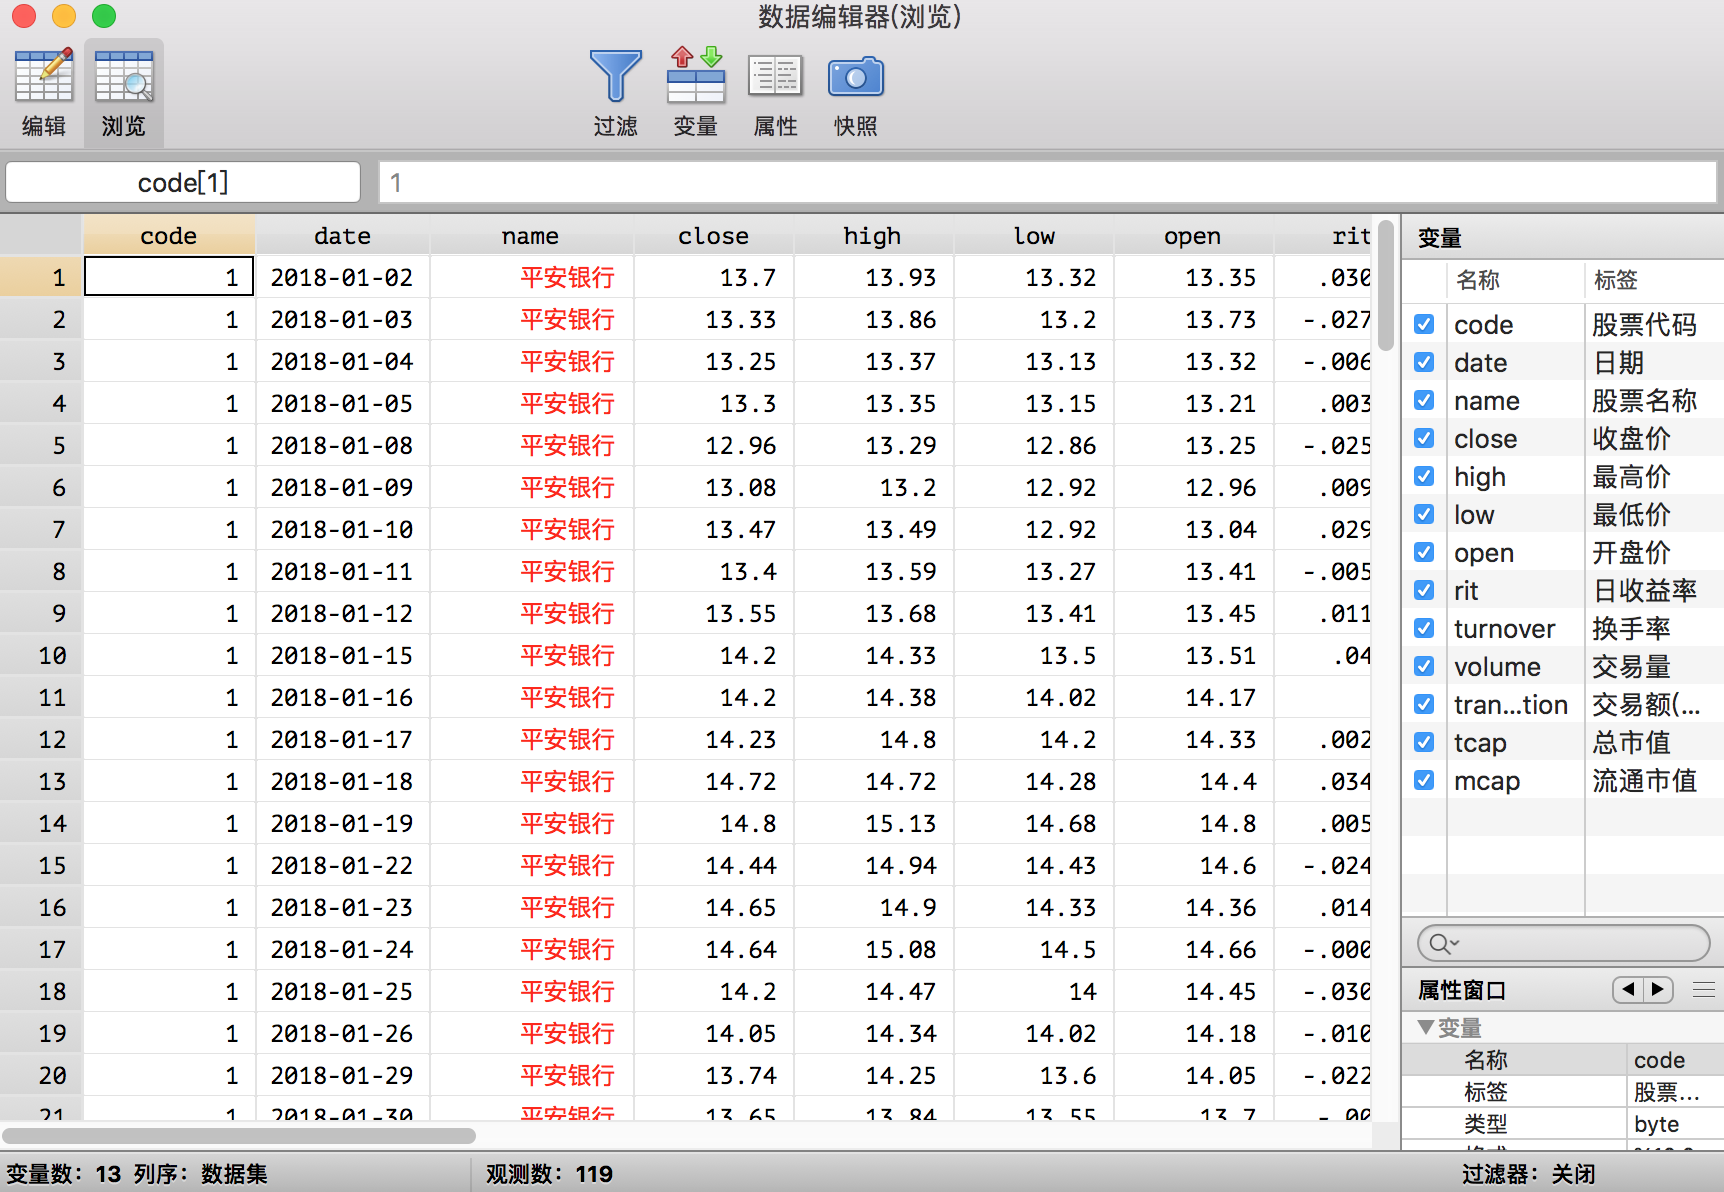 数据编辑器(浏览)
编辑 浏览 过滤 变量 属性 快照
code[1] 1
code date name close high low open rit
1 1 2018-01-02 平安银行 13.7 13.93 13.32 13.35 .030
2 1 2018-01-03 平安银行 13.33 13.86 13.2 13.73 -.027
3 1 2018-01-04 平安银行 13.25 13.37 13.13 13.32 -.006
4 1 2018-01-05 平安银行 13.3 13.35 13.15 13.21 .003
5 1 2018-01-08 平安银行 12.96 13.29 12.86 13.25 -.025
6 1 2018-01-09 平安银行 13.08 13.2 12.92 12.96 .009
7 1 2018-01-10 平安银行 13.47 13.49 12.92 13.04 .029
8 1 2018-01-11 平安银行 13.4 13.59 13.27 13.41 -.005
9 1 2018-01-12 平安银行 13.55 13.68 13.41 13.45 .011
10 1 2018-01-15 平安银行 14.2 14.33 13.5 13.51 .04
11 1 2018-01-16 平安银行 14.2 14.38 14.02 14.17
12 1 2018-01-17 平安银行 14.23 14.8 14.2 14.33 .002
13 1 2018-01-18 平安银行 14.72 14.72 14.28 14.4 .034
14 1 2018-01-19 平安银行 14.8 15.13 14.68 14.8 .005
15 1 2018-01-22 平安银行 14.44 14.94 14.43 14.6 -.024
16 1 2018-01-23 平安银行 14.65 14.9 14.33 14.36 .014
17 1 2018-01-24 平安银行 14.64 15.08 14.5 14.66 -.000
18 1 2018-01-25 平安银行 14.2 14.47 14 14.45 -.030
19 1 2018-01-26 平安银行 14.05 14.34 14.02 14.18 -.010
20 1 2018-01-29 平安银行 13.74 14.25 13.6 14.05 -.022
21 1 2018-01-30 平安银行 13.65 13.84 13.55 13.7 -.00
变量
名称 标签
code 股票代码
date 日期
name 股票名称
close 收盘价
high 最高价
low 最低价
open 开盘价
rit 日收益率
turnover 换手率
volume 交易量
tran...tion 交易额(...
tcap 总市值
mcap 流通市值
属性窗口
变量
名称 code
标签 股票...
类型 byte
变量数：13 列序：数据集 观测数：119 过滤器：关闭